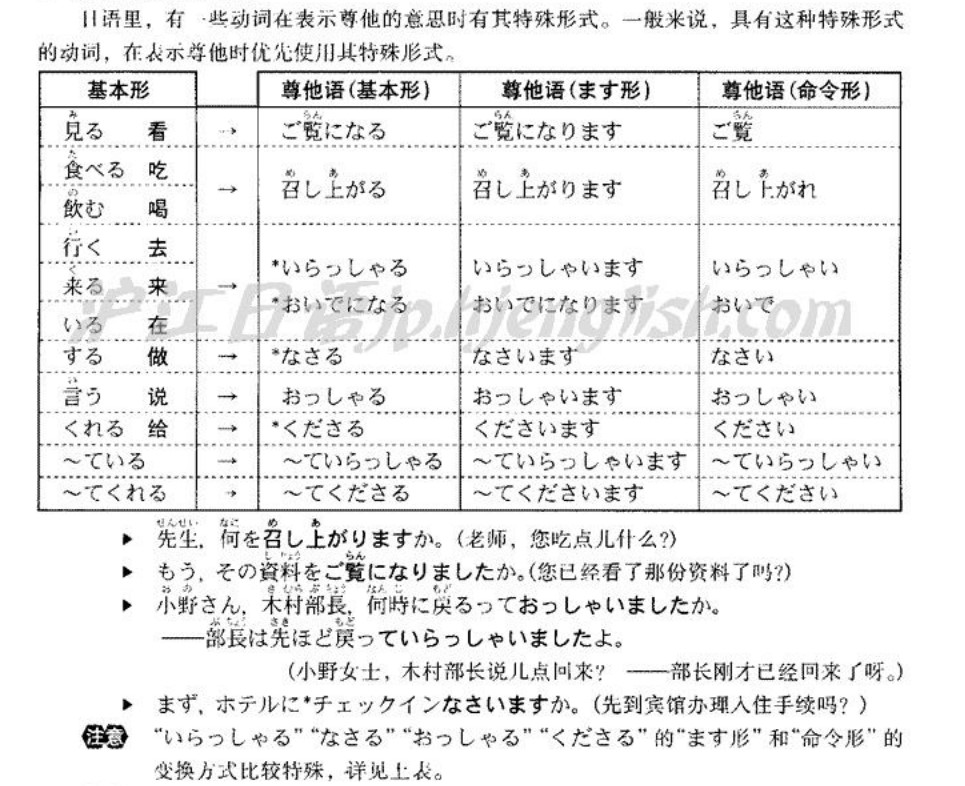 日语里，有一些动词在表示尊他的意思时有其特殊形式。一般来说，具有这种特殊形式
的动词，在表示尊他时优先使用其特殊形式。
基本形 尊他语(基本形) 尊他语(ます形) 尊他语(命令形)
見る 看 → ご覧になる ご覧になります ご覧
食べる 吃
飲む 喝 → 召し上がる 召し上がります 召し上がれ
行く 去
来る 来 → *いらっしゃる いらっしゃいます いらっしゃい
いる 在 *おいでになる おいでになります おいで
する 做 → *なさる なさいます なさい
言う 说 → おっしゃる おっしゃいます おっしゃい
くれる 给 → *くださる くださいます ください
～ている → ～ていらっしゃる ～ていらっしゃいます ～ていらっしゃい
～てくれる → ～てくださる ～てくださいます ～てください
▶ 先生，何を召し上がりますか。(老师，您吃点儿什么?)
▶ もう，その資料をご覧になりましたか。(您已经看了那份资料了吗?)
▶ 小野さん，木村部長，何時に戻るっておっしゃいましたか。
——部長は先ほど戻っていらっしゃいましたよ。
(小野女士，木村部长说几点回来? ——部长刚才已经回来了呀。)
▶ まず，ホテルに*チェックインなさいますか。(先到宾馆办理入住手续吗?)
注意 “いらっしゃる”“なさる”“おっしゃる”“くださる”的“ます形”和“命令形”的
变换方式比较特殊，详见上表。
沪江日语jp.hjenglish.com